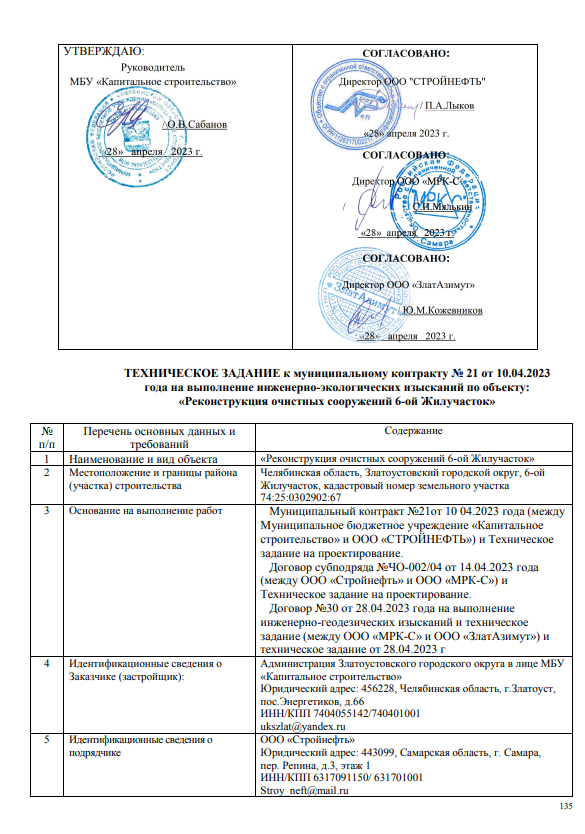 УТВЕРЖДАЮ:
Руководитель
МБУ «Капитальное строительство»
/ О.В.Сабанов
«28» апреля 2023 г.
СОГЛАСОВАНО:
Директор ООО "СТРОЙНЕФТЬ"
/ П.А.Лыков
«28» апреля 2023 г.
СОГЛАСОВАНО:
Директор ООО «МРК-С»
/ С.И.Мялькин
«28» апреля 2023 г.
СОГЛАСОВАНО:
Директор ООО «ЗлатАзимут»
/ Ю.М.Кожевников
«28» апреля 2023 г.
ТЕХНИЧЕСКОЕ ЗАДАНИЕ к муниципальному контракту № 21 от 10.04.2023
года на выполнение инженерно-экологических изысканий по объекту:
«Реконструкция очистных сооружений 6-ой Жилучасток»
№ п/п
Перечень основных данных и
требований
Содержание
1
Наименование и вид объекта
«Реконструкция очистных сооружений 6-ой Жилучасток»
2
Местоположение и границы района
(участка) строительства
Челябинская область, Златоустовский городской округ, 6-ой
Жилучасток, кадастровый номер земельного участка
74:25:0302902:67
3
Основание на выполнение работ
Муниципальный контракт №21от 10 04.2023 года (между
Муниципальное бюджетное учреждение «Капитальное
строительство» и ООО «СТРОЙНЕФТЬ») и Техническое
задание на проектирование.
Договор субподряда №ЧО-002/04 от 14.04.2023 года
(между ООО «Стройнефть» и ООО «МРК-С») и
Техническое задание на проектирование.
Договор №30 от 28.04.2023 года на выполнение
инженерно-геодезических изысканий и техническое
задание (между ООО «МРК-С» и ООО «ЗлатАзимут») и
техническое задание от 28.04.2023 г
4
Идентификационные сведения о
Заказчике (застройщик):
Администрация Златоустовского городского округа в лице МБУ
«Капитальное строительство»
Юридический адрес: 456228, Челябинская область, г.Златоуст,
пос.Энергетиков, д.66
ИНН/КПП 7404055142/740401001
ukszlat@yandex.ru
5
Идентификационные сведения о
подрядчике
ООО «Стройнефть»
Юридический адрес: 443099, Самарская область, г. Самара,
пер. Репина, д.3, этаж 1
ИНН/КПП 6317091150/ 631701001
Stroy_neft@mail.ru
135